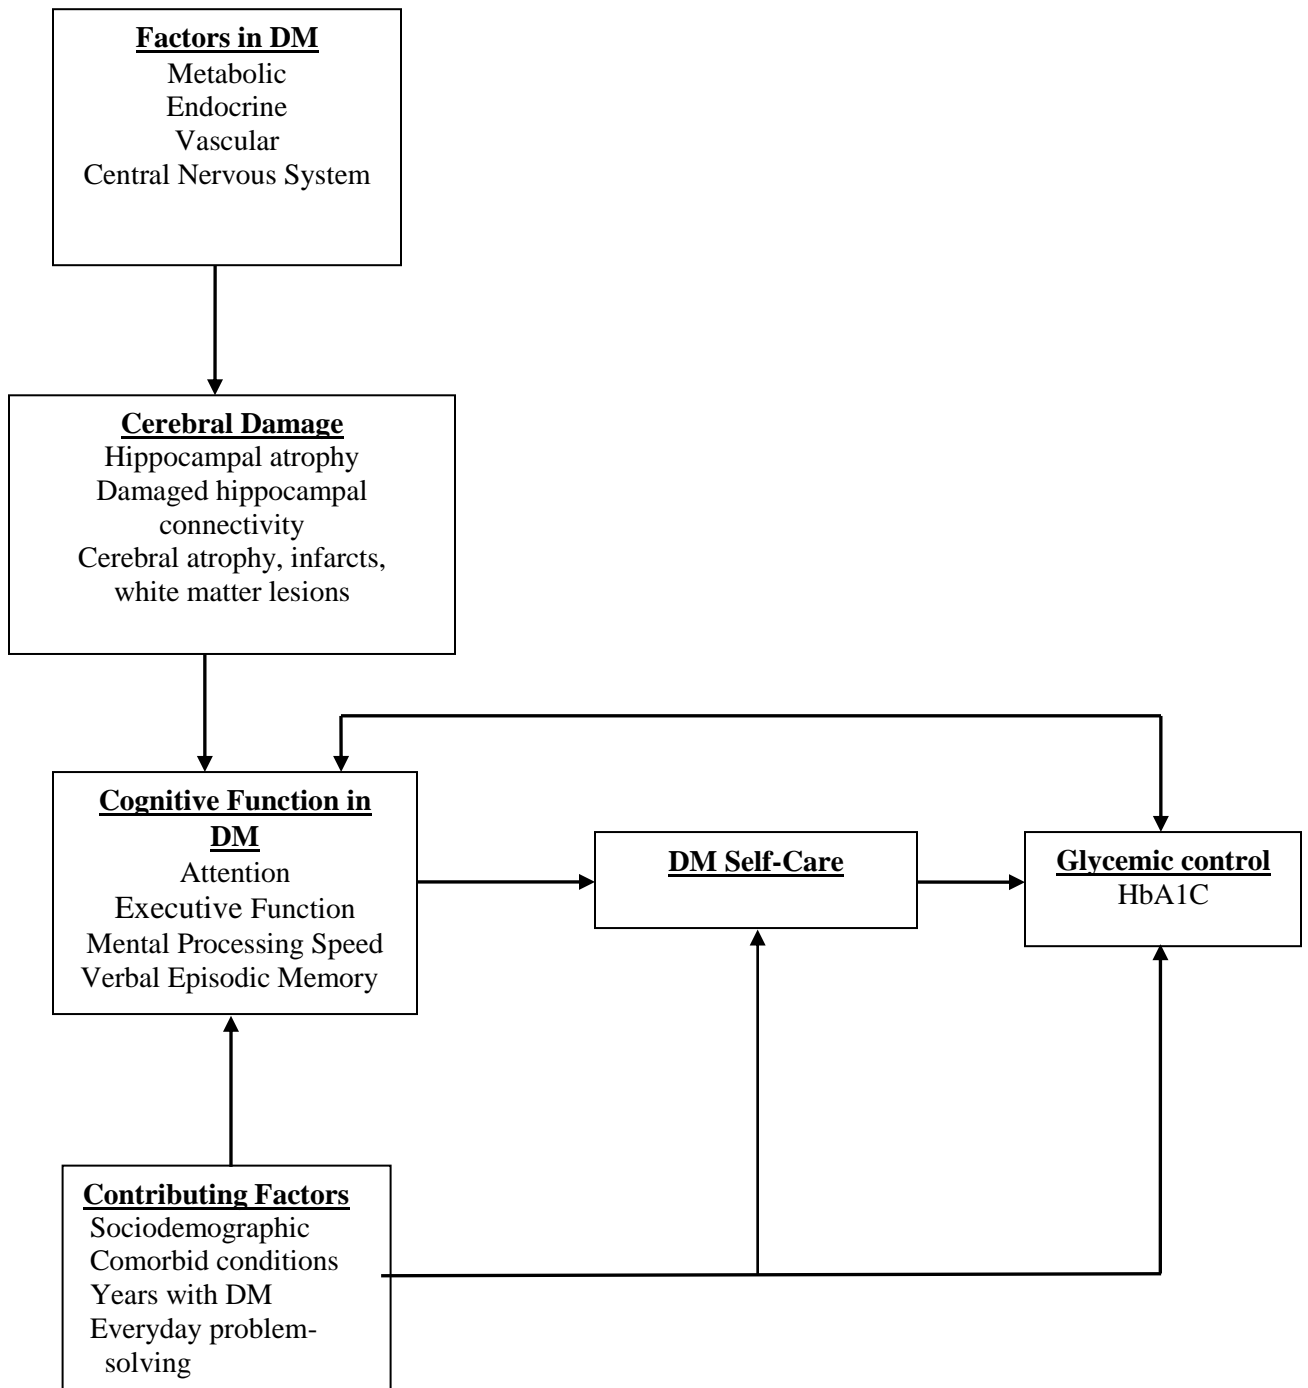 Factors in DM
Metabolic
Endocrine
Vascular
Central Nervous System
Cerebral Damage
Hippocampal atrophy
Damaged hippocampal
connectivity
Cerebral atrophy, infarcts,
white matter lesions
Cognitive Function in
DM
Attention
Executive Function
Mental Processing Speed
Verbal Episodic Memory
DM Self-Care
Glycemic control
HbA1C
Contributing Factors
Sociodemographic
Comorbid conditions
Years with DM
Everyday problem-
solving